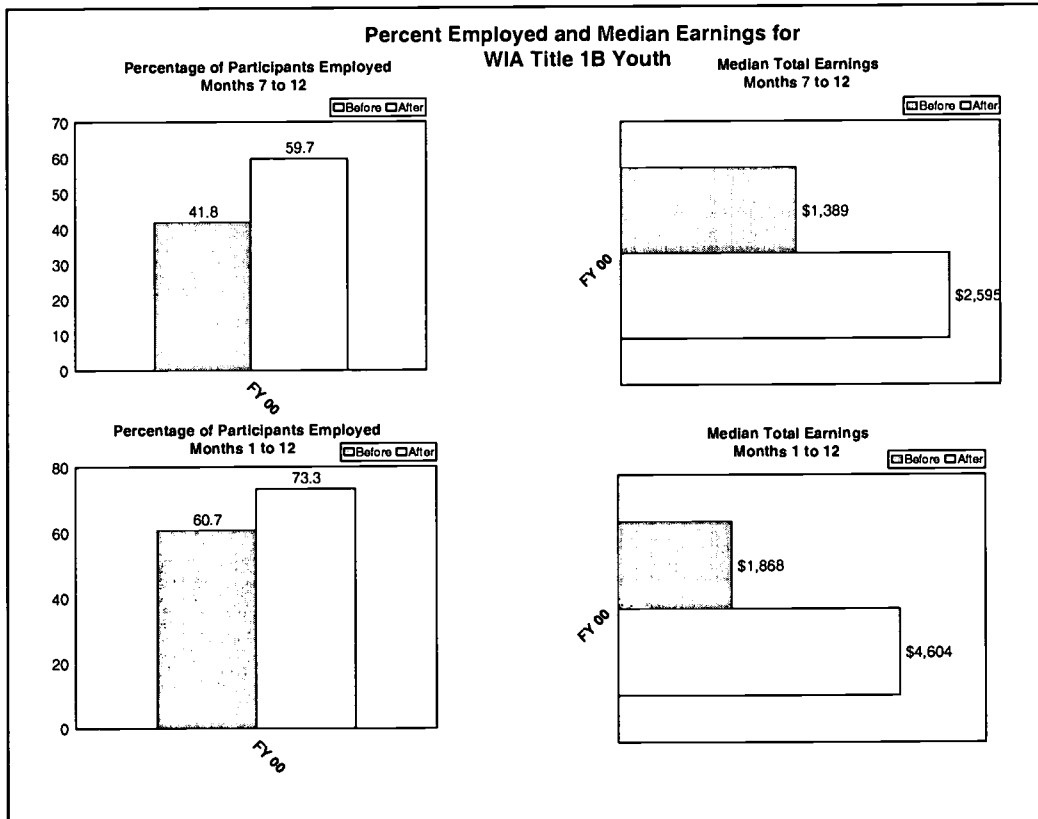 Percent Employed and Median Earnings for
WIA Title 1B Youth
Percentage of Participants Employed
Months 7 to 12
Before After
70
60
50
40
30
20
10
0
41.8
59.7
FY 00
Median Total Earnings
Months 7 to 12
Before After
$1,389
$2,595
FY 00
Percentage of Participants Employed
Months 1 to 12
Before After
80
60
40
20
0
60.7
73.3
FY 00
Median Total Earnings
Months 1 to 12
Before After
$1,868
$4,604
FY 00